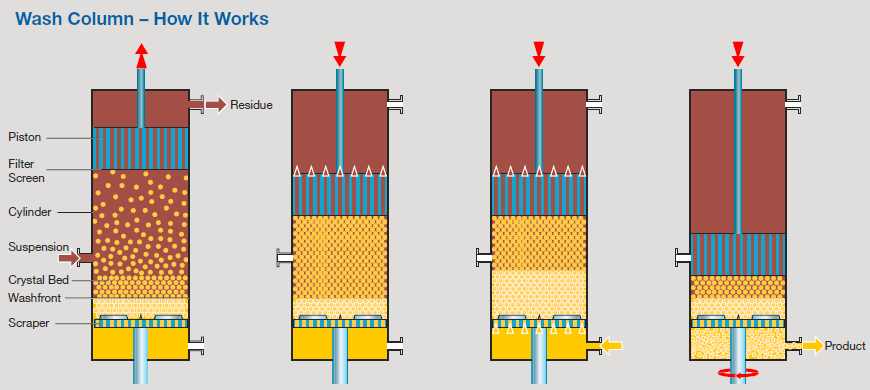 Wash Column – How It Works
Residue
Piston
Filter
Screen
Cylinder
Suspension
Crystal Bed
Washfront
Scraper
Product